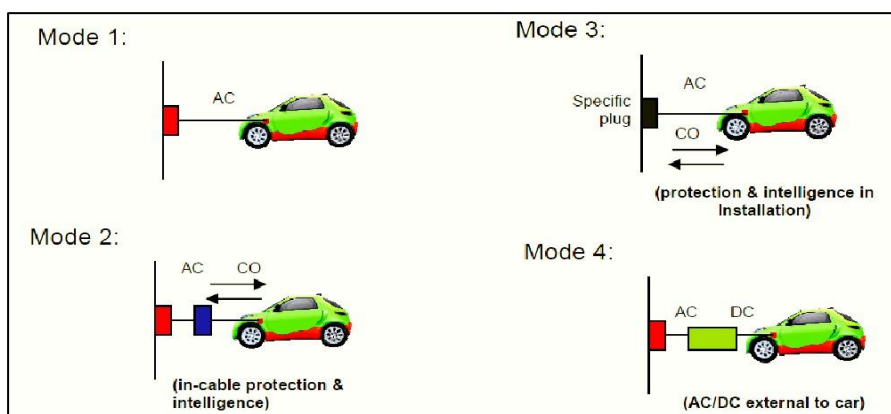 Mode 1:
AC
Mode 2:
AC CO
(in-cable protection &
intelligence)
Mode 3:
AC
Specific
plug
CO
(protection & intelligence in
Installation)
Mode 4:
AC DC
(AC/DC external to car)